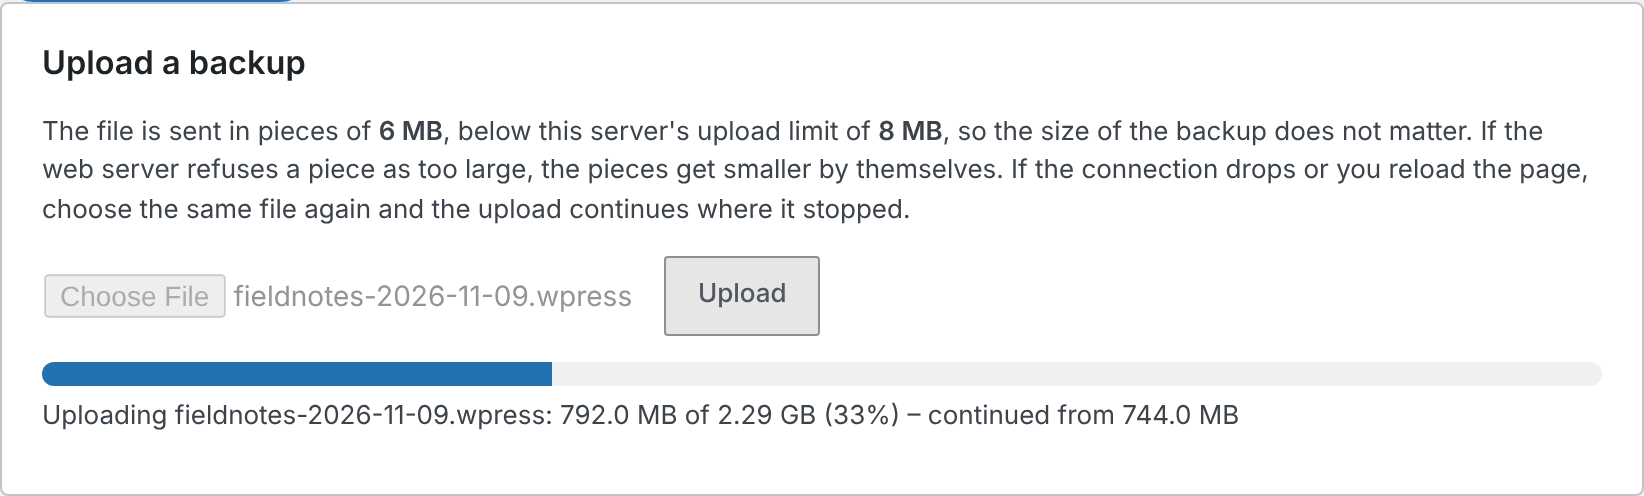 Upload a backup
The file is sent in pieces of 6 MB, below this server's upload limit of 8 MB, so the size of the backup does not matter. If the
web server refuses a piece as too large, the pieces get smaller by themselves. If the connection drops or you reload the page,
choose the same file again and the upload continues where it stopped.
Choose File fieldnotes-2026-11-09.wpress Upload
Uploading fieldnotes-2026-11-09.wpress: 792.0 MB of 2.29 GB (33%) – continued from 744.0 MB